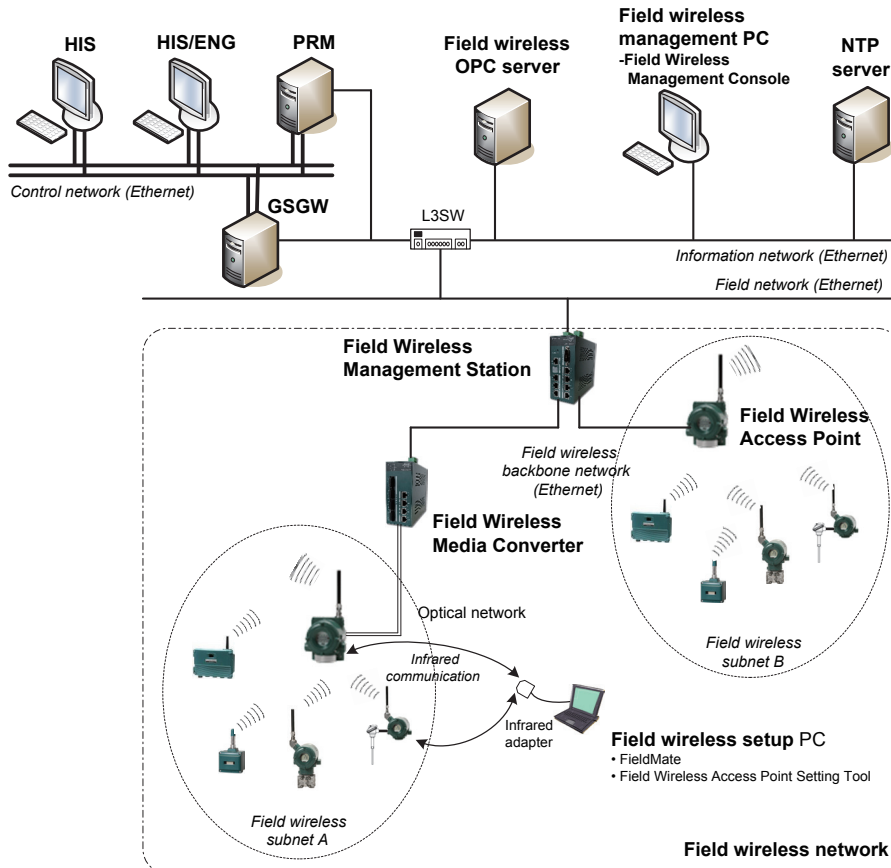 HIS
HIS/ENG
PRM
Field wireless
OPC server
Field wireless
management PC
-Field Wireless
Management Console
NTP
server
Control network (Ethernet)
GSGW
L3SW
Information network (Ethernet)
Field network (Ethernet)
Field Wireless
Management Station
Field Wireless
Access Point
Field wireless
backbone network
(Ethernet)
Field Wireless
Media Converter
Optical network
Field wireless
subnet B
Infrared
communication
Infrared
adapter
Field wireless setup PC
• FieldMate
• Field Wireless Access Point Setting Tool
Field wireless
subnet A
Field wireless network